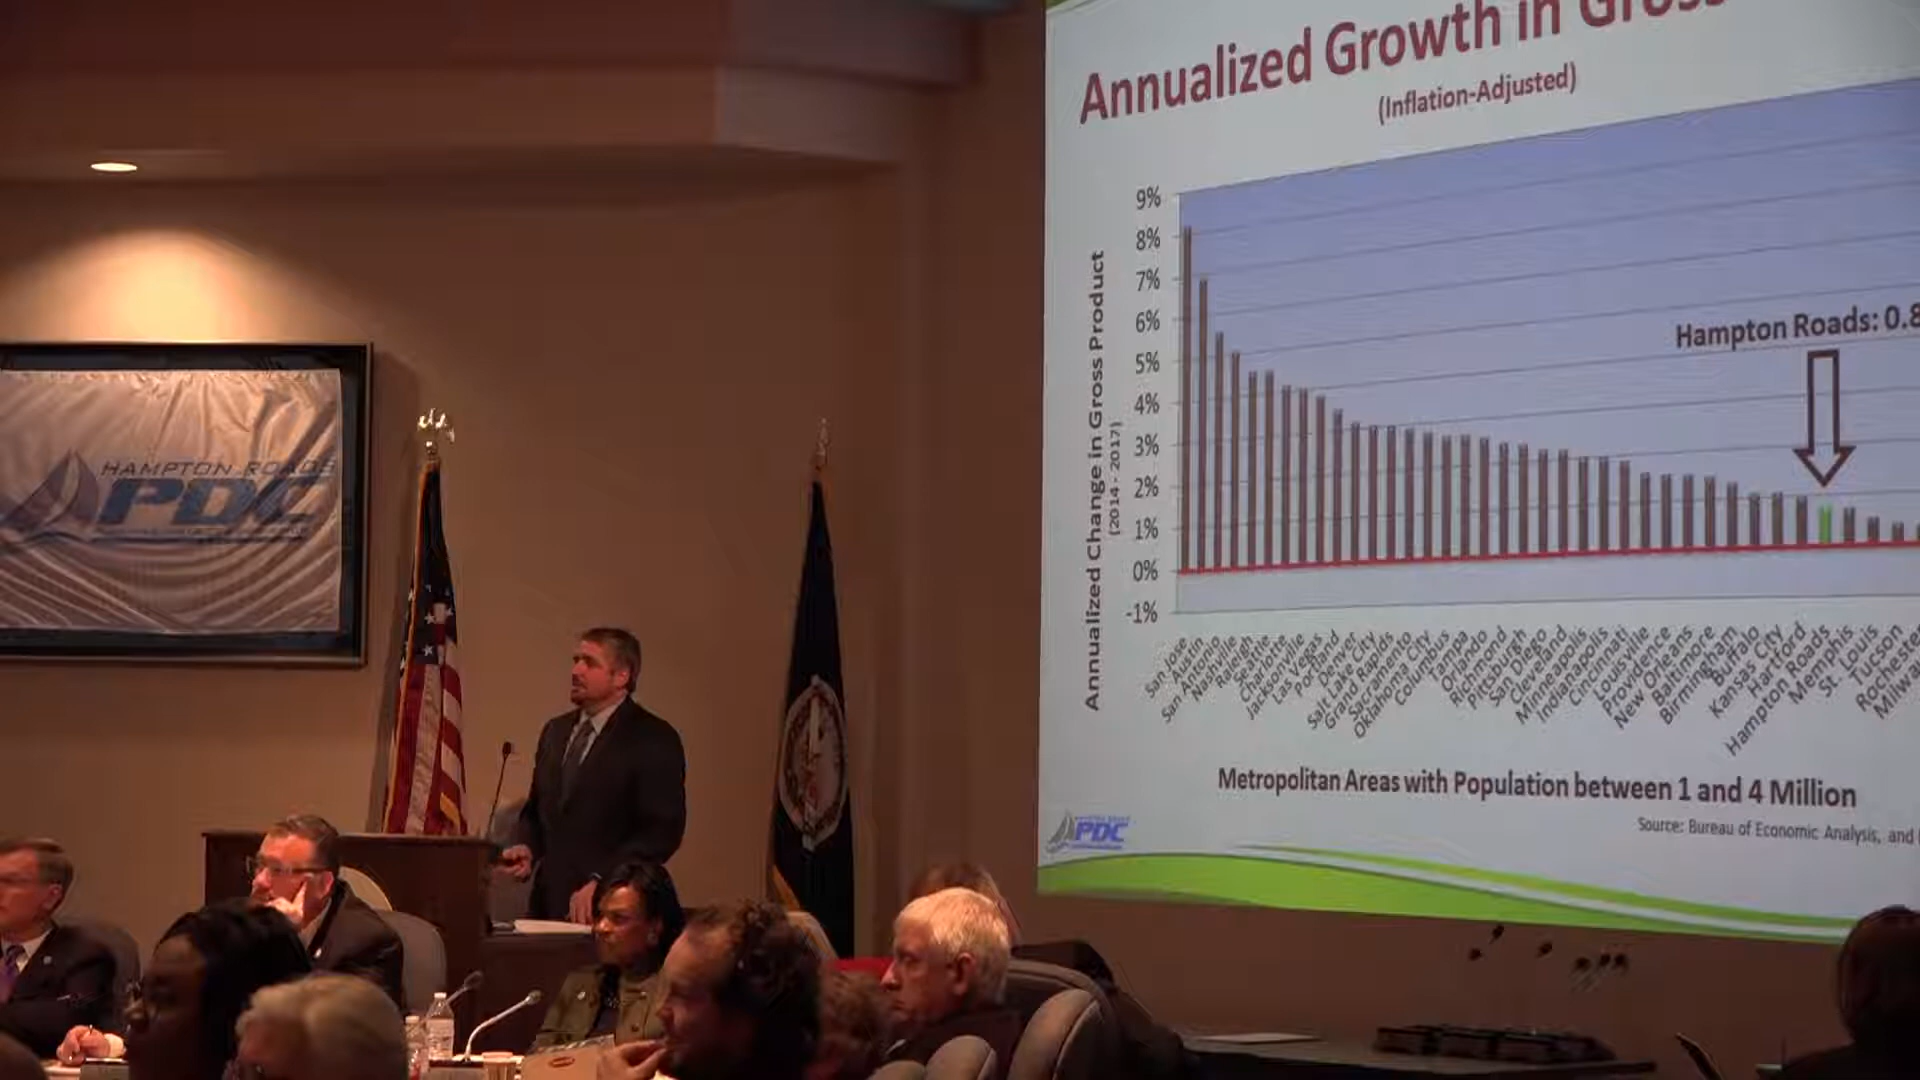 Annualized Growth in Gross
(Inflation-Adjusted)
Annualized Change in Gross Product
(2014 - 2017)
9%
8%
7%
6%
5%
4%
3%
2%
1%
0%
-1%
Hampton Roads: 0.8
San Jose
Austin
San Antonio
Nashville
Raleigh
Seattle
Charlotte
Jacksonville
Las Vegas
Portland
Denver
Salt Lake City
Grand Rapids
Sacramento
Oklahoma City
Columbus
Tampa
Orlando
Richmond
Pittsburgh
San Diego
Cleveland
Minneapolis
Indianapolis
Cincinnati
Louisville
Providence
New Orleans
Baltimore
Birmingham
Buffalo
Kansas City
Hartford
Hampton Roads
Memphis
St. Louis
Tucson
Rochester
Milwa
Metropolitan Areas with Population between 1 and 4 Million
Source: Bureau of Economic Analysis, and
PDC
HAMPTON ROADS
PDC